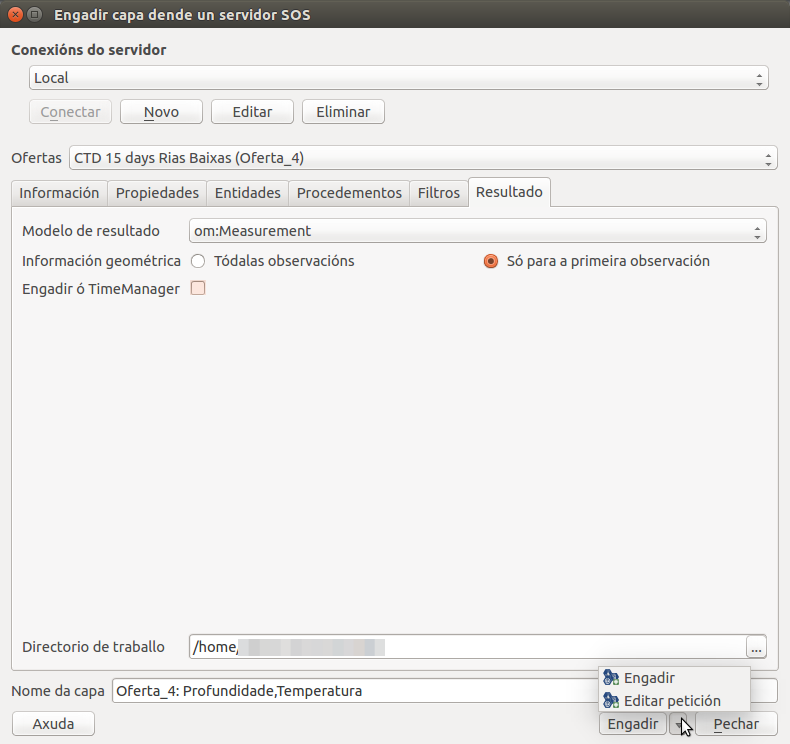 Engadir capa dende un servidor SOS
Conexións do servidor
Local
Conectar Novo Editar Eliminar
Ofertas CTD 15 days Rias Baixas (Oferta_4)
Información Propiedades Entidades Procedementos Filtros Resultado
Modelo de resultado om:Measurement
Información geométrica Tódalas observacións Só para a primeira observación
Engadir ó TimeManager
Directorio de traballo /home/ ...
Nome da capa Oferta_4: Profundidade,Temperatura
Engadir
Editar petición
Axuda Engadir Pechar